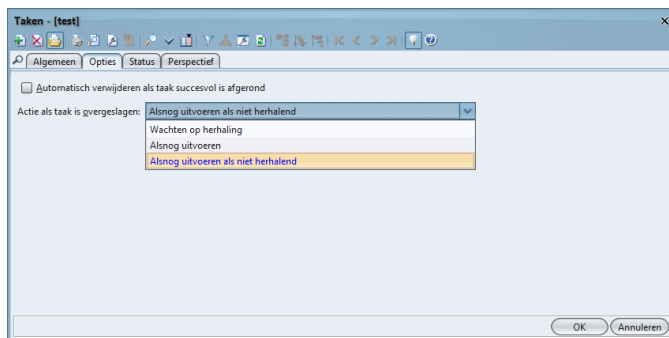 Taken - [test]
Algemeen Opties Status Perspectief
Automatisch verwijderen als taak succesvol is afgerond
Actie als taak is overgeslagen: Alsnog uitvoeren als niet herhalend
Wachten op herhaling
Alsnog uitvoeren
Alsnog uitvoeren als niet herhalend
OK Annuleren